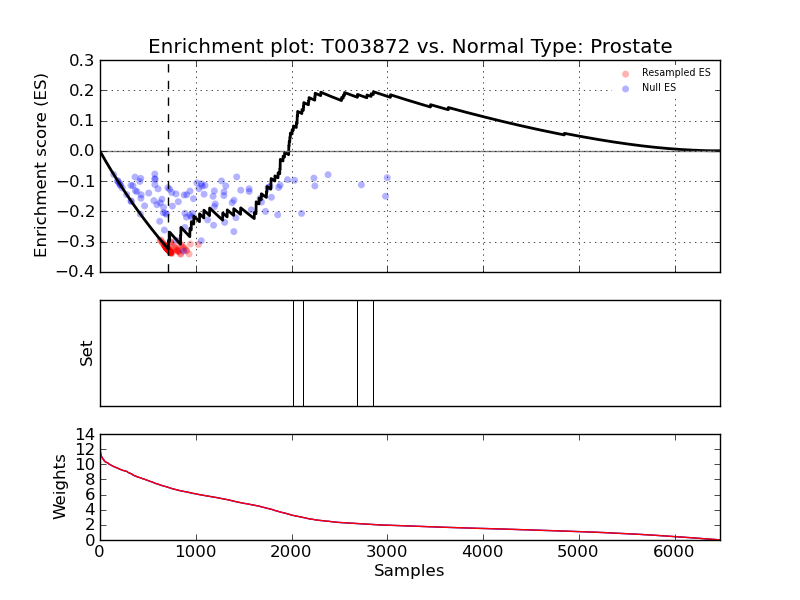 Enrichment plot: T003872 vs. Normal Type: Prostate
Enrichment score (ES)
0.3
0.2
0.1
0.0
−0.1
−0.2
−0.3
−0.4
Resampled ES
Null ES
Set
Weights
14
12
10
8
6
4
2
0
0 1000 2000 3000 4000 5000 6000
Samples